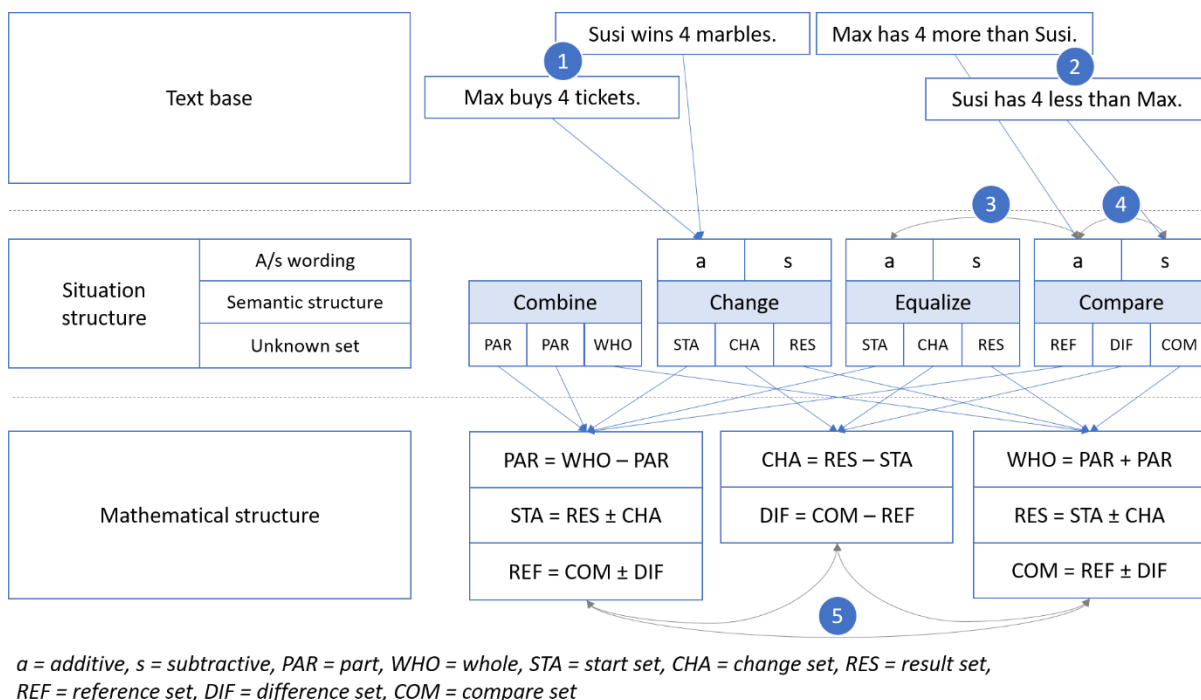 Text base
Susi wins 4 marbles.
Max has 4 more than Susi.
1
2
Max buys 4 tickets.
Susi has 4 less than Max.
3
4
Situation structure
A/s wording
Semantic structure
Unknown set
a s
a s
a s
Combine
Change
Equalize
Compare
PAR PAR WHO
STA CHA RES
STA CHA RES
REF DIF COM
Mathematical structure
PAR = WHO – PAR
STA = RES ± CHA
REF = COM ± DIF
CHA = RES – STA
DIF = COM – REF
WHO = PAR + PAR
RES = STA ± CHA
COM = REF ± DIF
5
a = additive, s = subtractive, PAR = part, WHO = whole, STA = start set, CHA = change set, RES = result set,
REF = reference set, DIF = difference set, COM = compare set